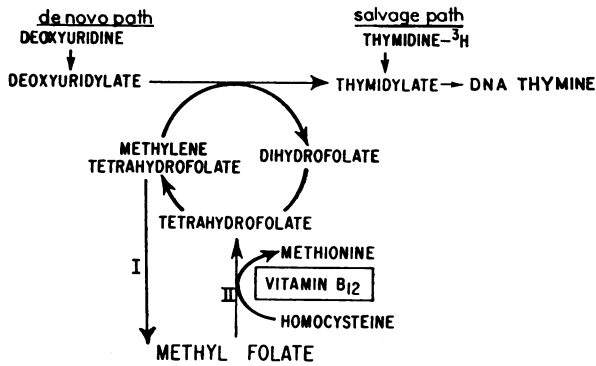 de novo path
salvage path
DEOXYURIDINE
THYMIDINE-³H
DEOXYURIDYLATE
THYMIDYLATE
DNA THYMINE
METHYLENE
TETRAHYDROFOLATE
DIHYDROFOLATE
TETRAHYDROFOLATE
METHIONINE
I
VITAMIN B₁₂
II
HOMOCYSTEINE
METHYL FOLATE